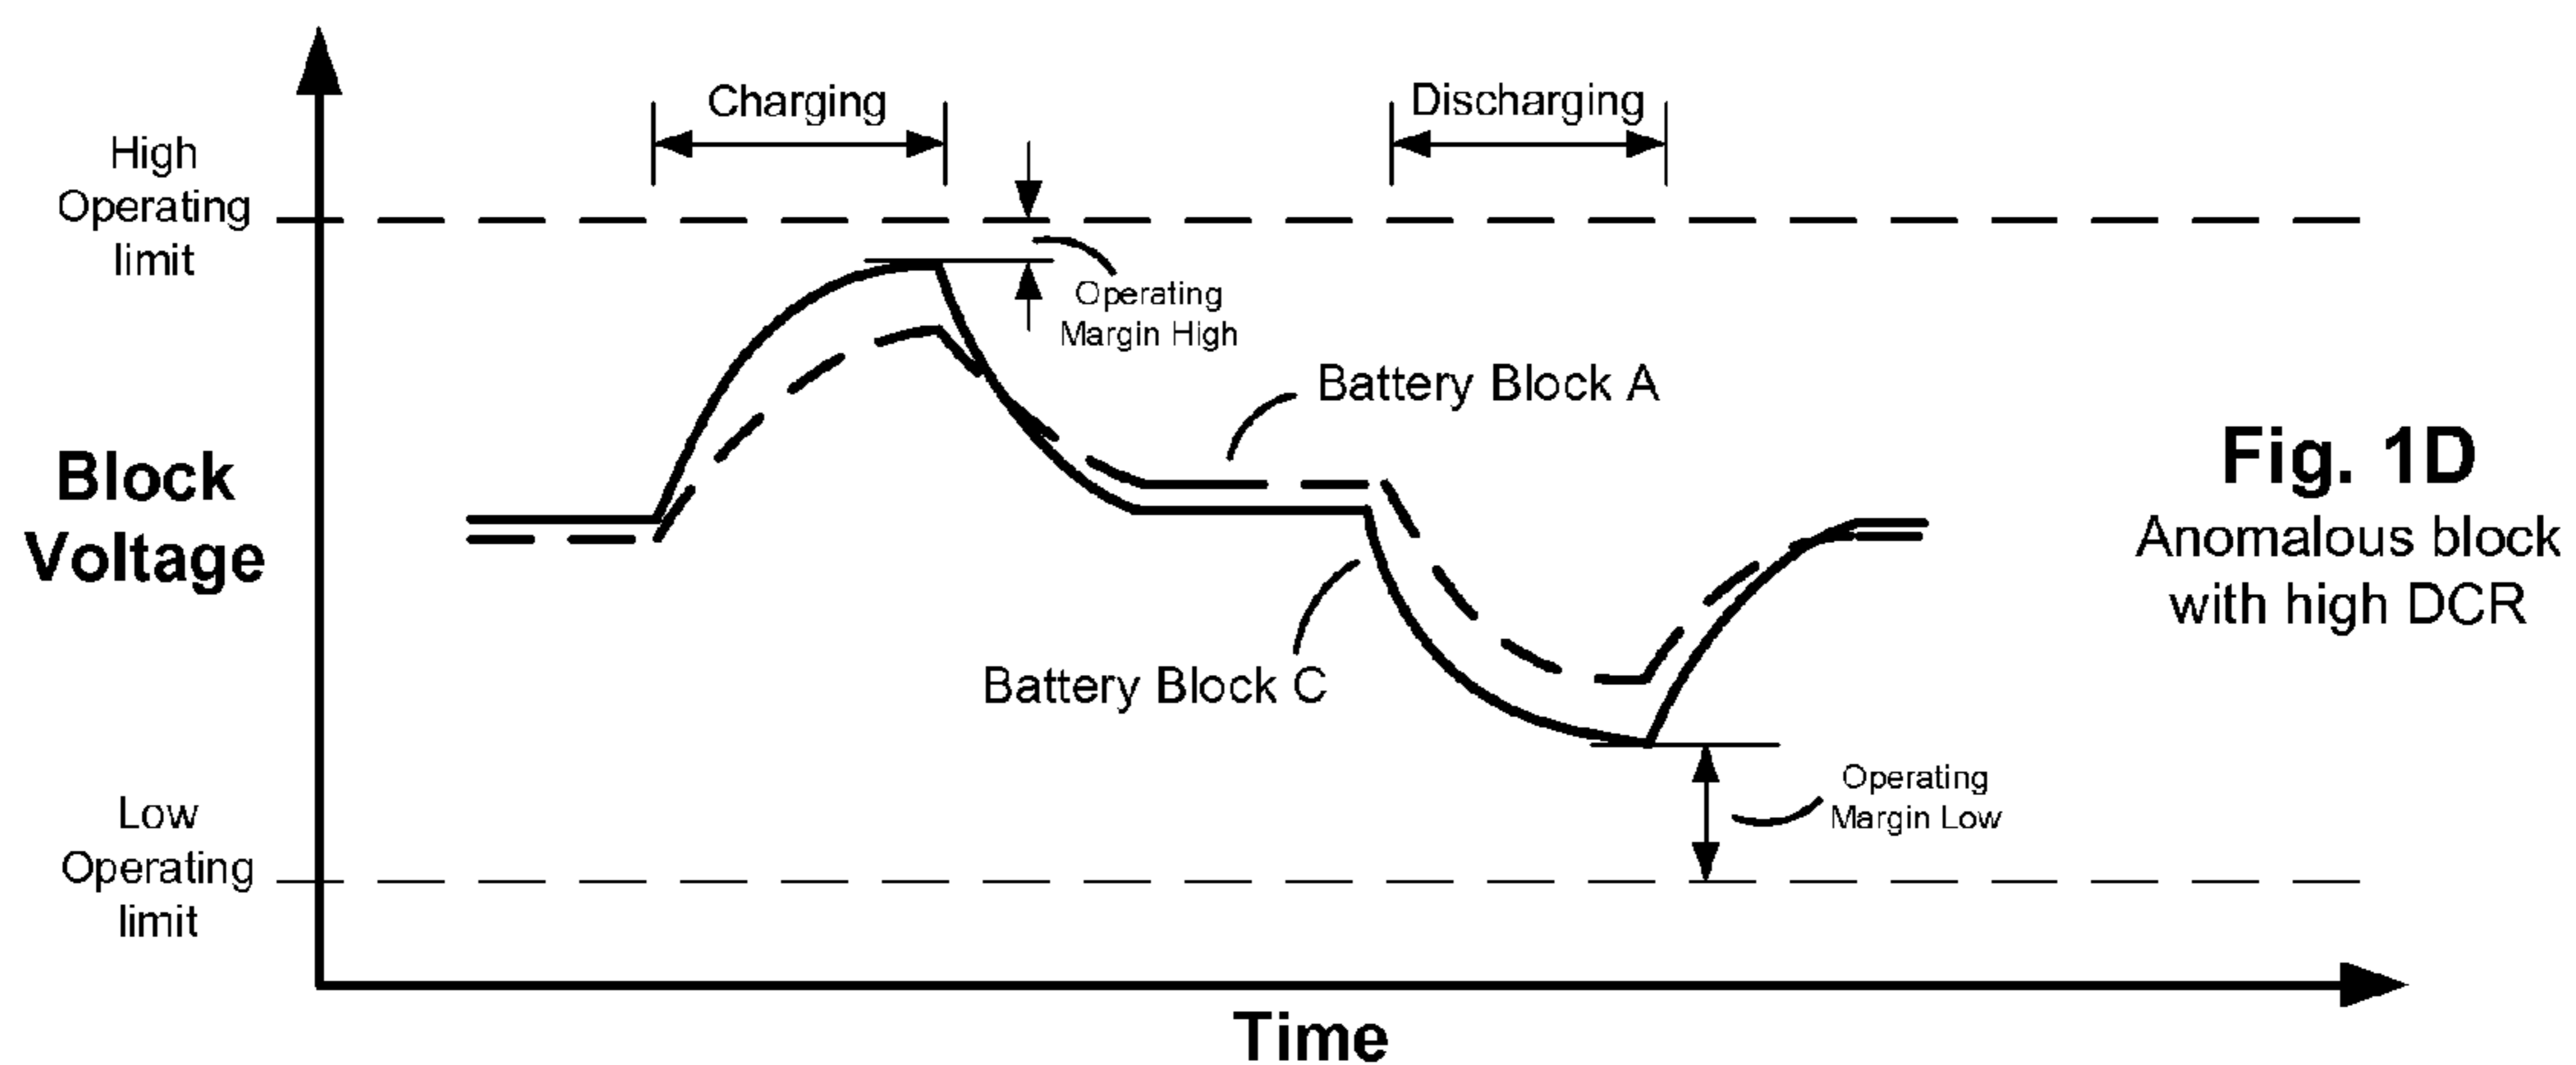 Charging
Discharging
High
Operating
limit
Operating
Margin High
Battery Block A
Block
Voltage
Fig. 1D
Anomalous block
with high DCR
Battery Block C
Operating
Margin Low
Low
Operating
limit
Time